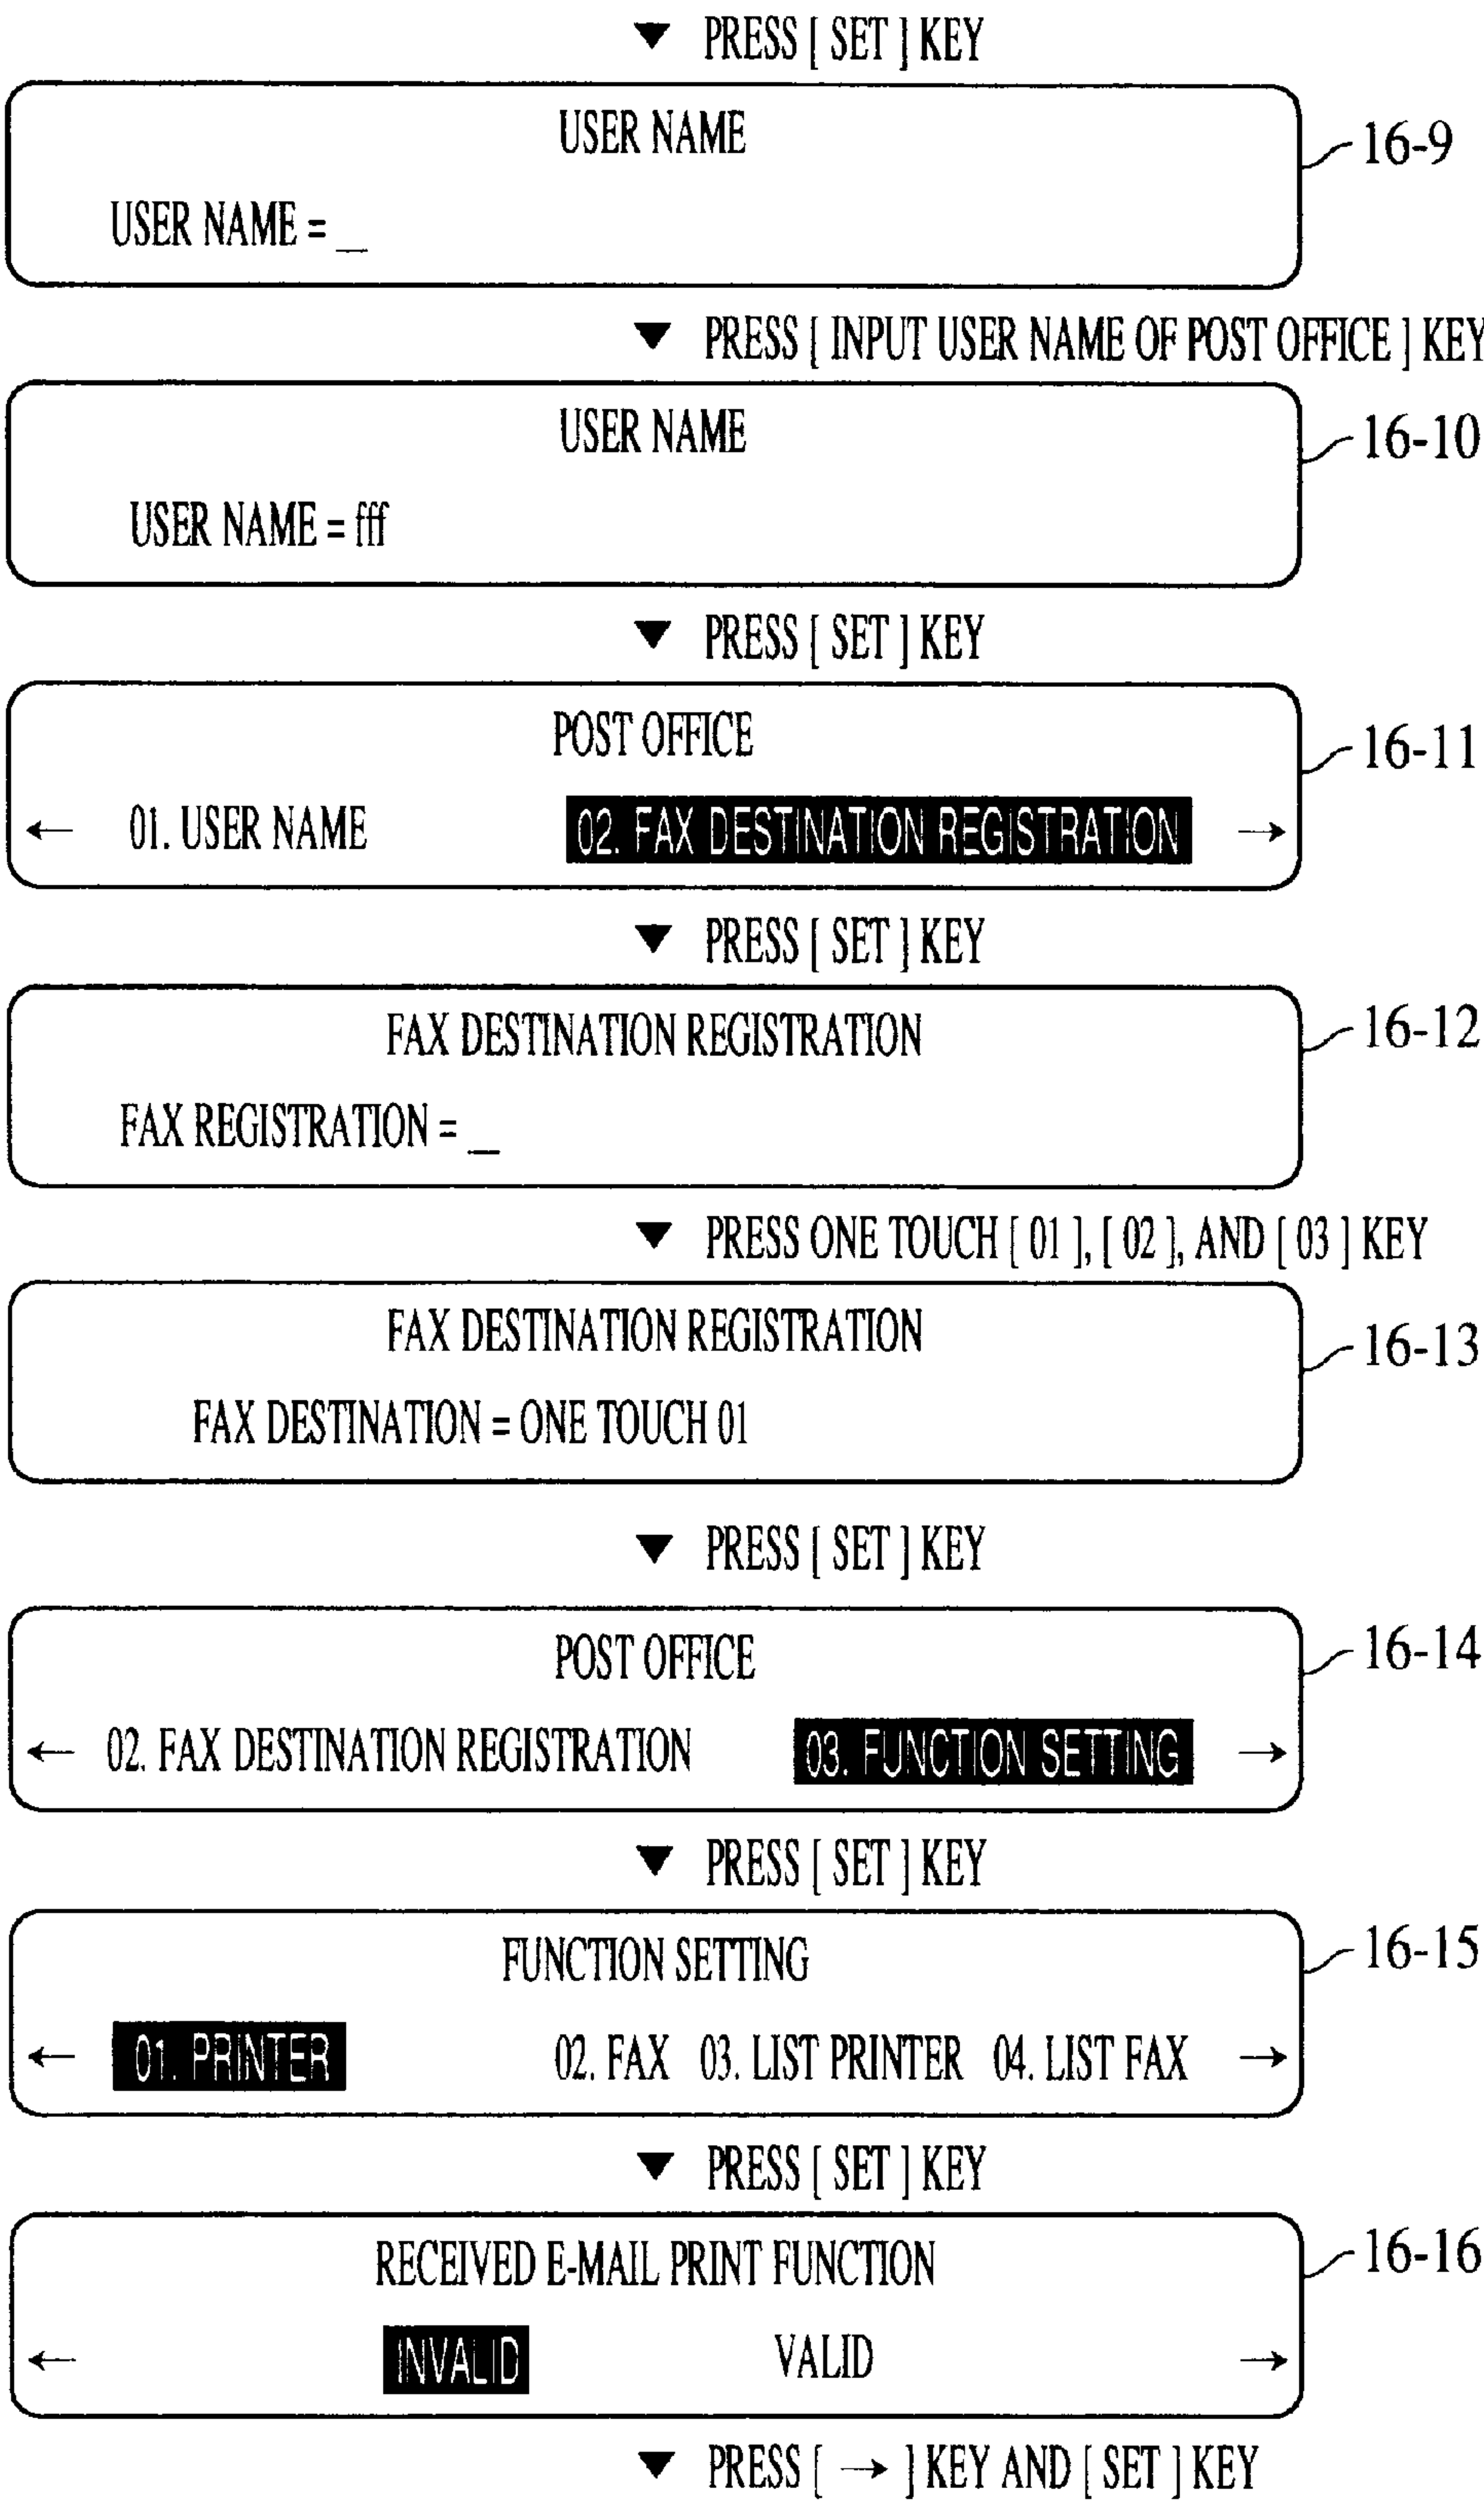 ▼ PRESS [ SET ] KEY
USER NAME
16-9
USER NAME = _
▼ PRESS [ INPUT USER NAME OF POST OFFICE ] KEY
USER NAME
16-10
USER NAME = fff
▼ PRESS [ SET ] KEY
POST OFFICE
16-11
← 01. USER NAME 02. FAX DESTINATION REGISTRATION →
▼ PRESS [ SET ] KEY
FAX DESTINATION REGISTRATION
16-12
FAX REGISTRATION = _
▼ PRESS ONE TOUCH [ 01 ], [ 02 ], AND [ 03 ] KEY
FAX DESTINATION REGISTRATION
16-13
FAX DESTINATION = ONE TOUCH 01
▼ PRESS [ SET ] KEY
POST OFFICE
16-14
← 02. FAX DESTINATION REGISTRATION 03. FUNCTION SETTING →
▼ PRESS [ SET ] KEY
FUNCTION SETTING
16-15
← 01. PRINTER 02. FAX 03. LIST PRINTER 04. LIST FAX →
▼ PRESS [ SET ] KEY
RECEIVED E-MAIL PRINT FUNCTION
16-16
← INVALID VALID →
▼ PRESS [ → ] KEY AND [ SET ] KEY